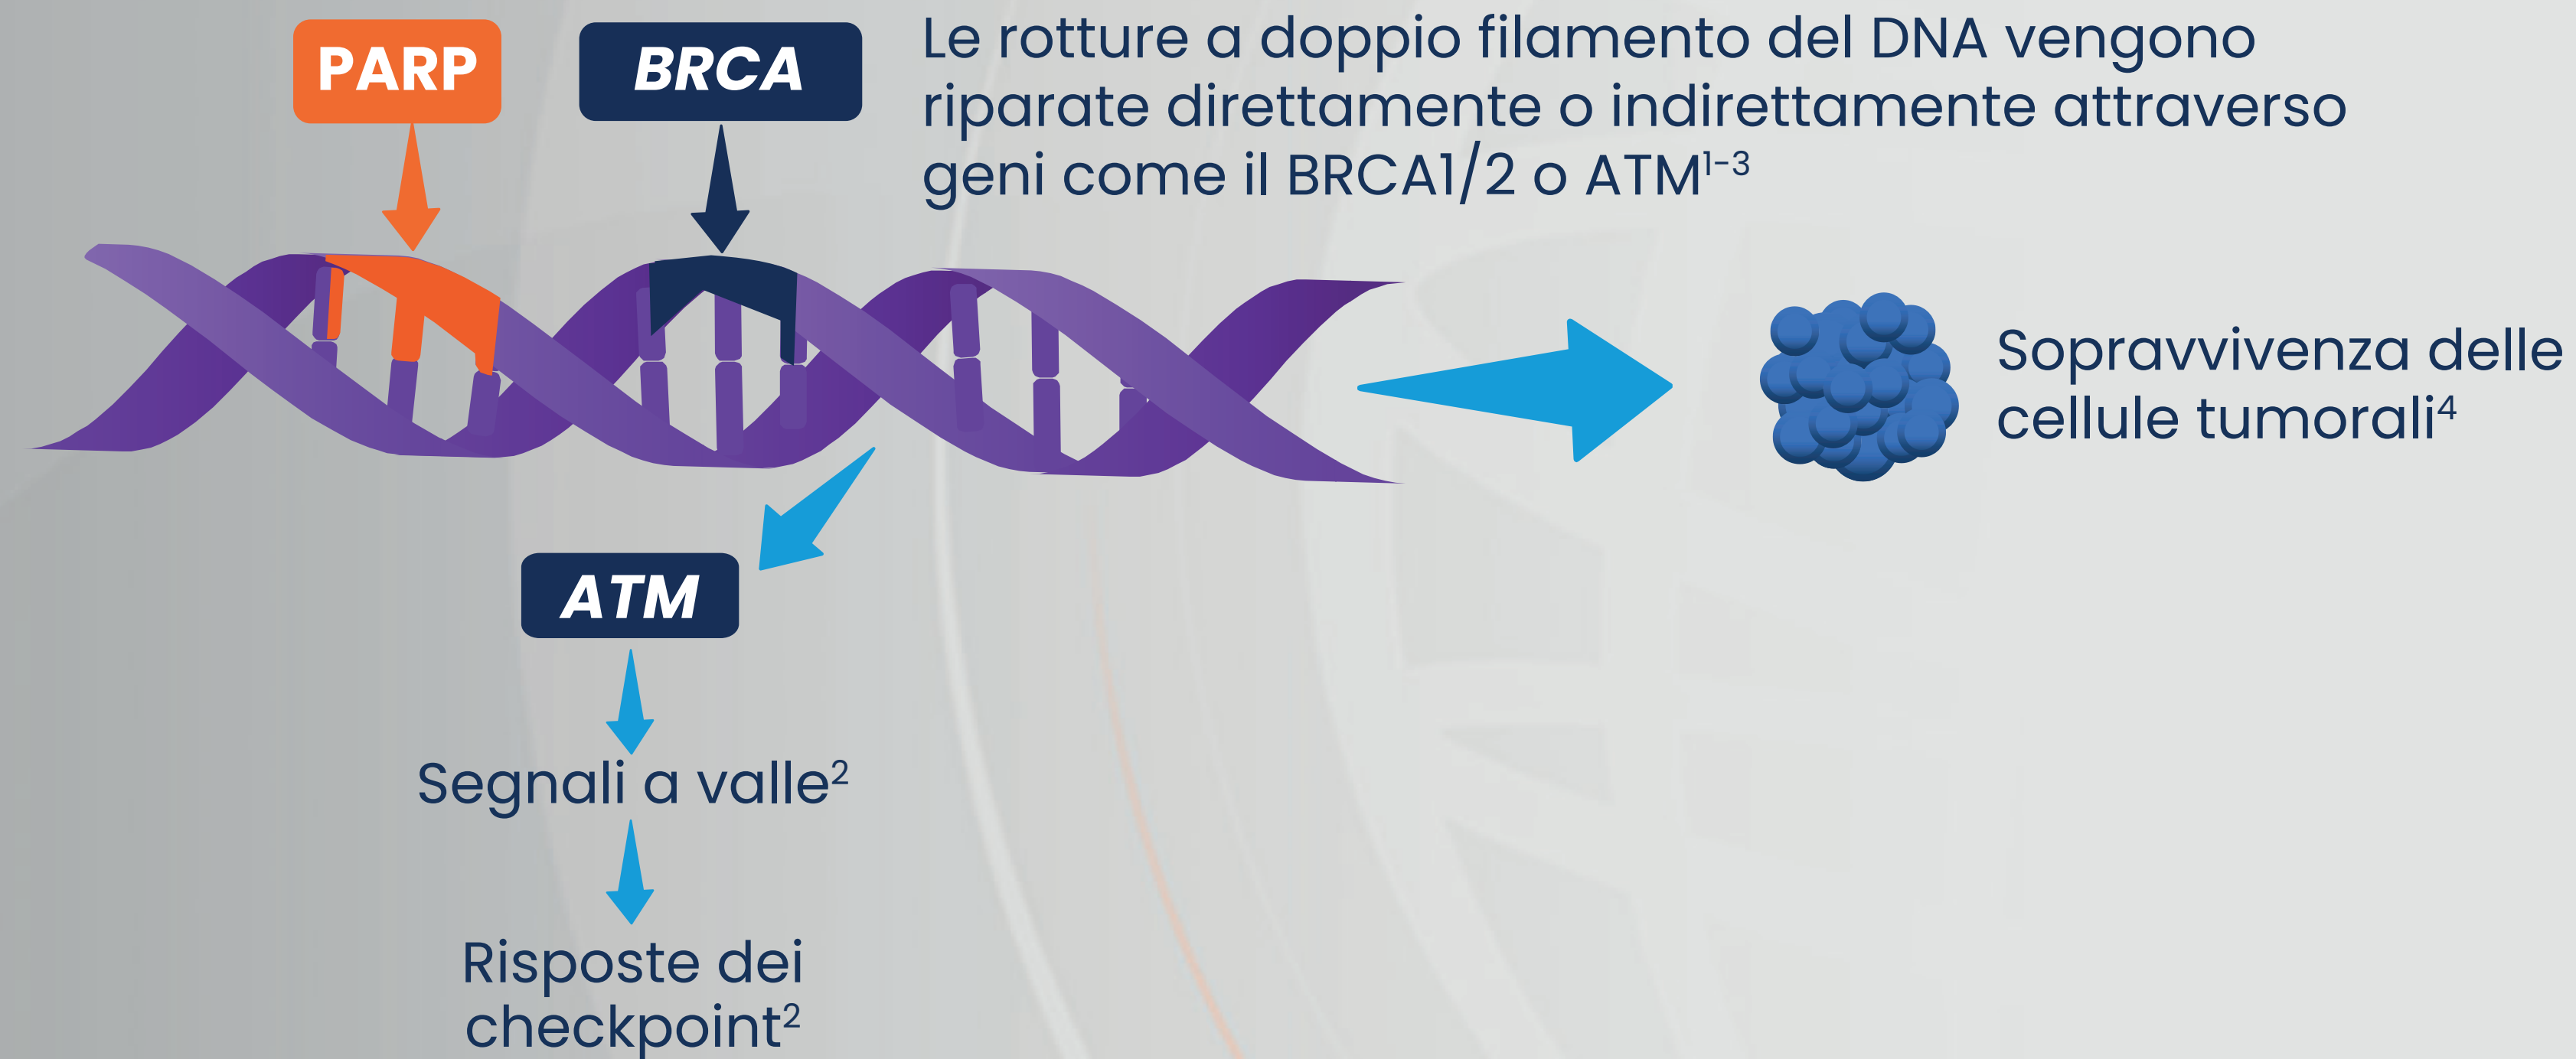 PARP
BRCA
Le rotture a doppio filamento del DNA vengono
riparate direttamente o indirettamente attraverso
geni come il BRCA1/2 o ATM¹⁻³
Sopravvivenza delle
cellule tumorali⁴
ATM
Segnali a valle²
Risposte dei
checkpoint²